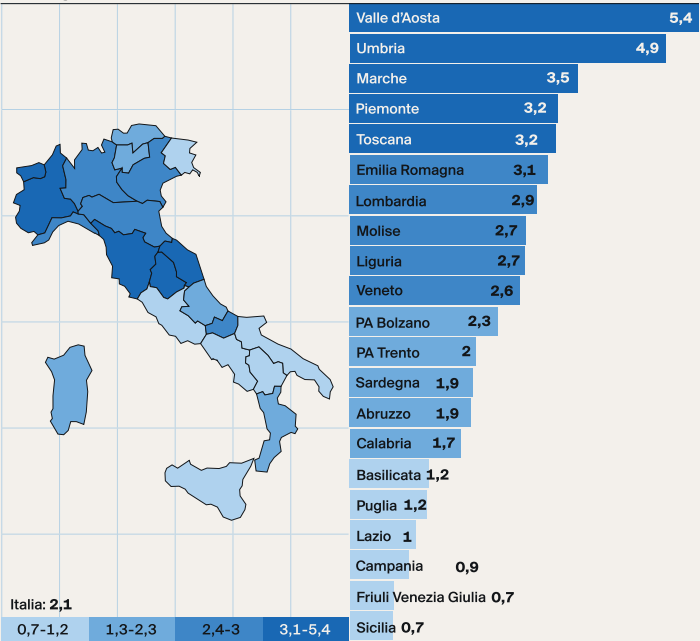 Valle d'Aosta 5,4
Umbria 4,9
Marche 3,5
Piemonte 3,2
Toscana 3,2
Emilia Romagna 3,1
Lombardia 2,9
Molise 2,7
Liguria 2,7
Veneto 2,6
PA Bolzano 2,3
PA Trento 2
Sardegna 1,9
Abruzzo 1,9
Calabria 1,7
Basilicata 1,2
Puglia 1,2
Lazio 1
Campania 0,9
Friuli Venezia Giulia 0,7
Sicilia 0,7
Italia: 2,1
0,7-1,2 1,3-2,3 2,4-3 3,1-5,4